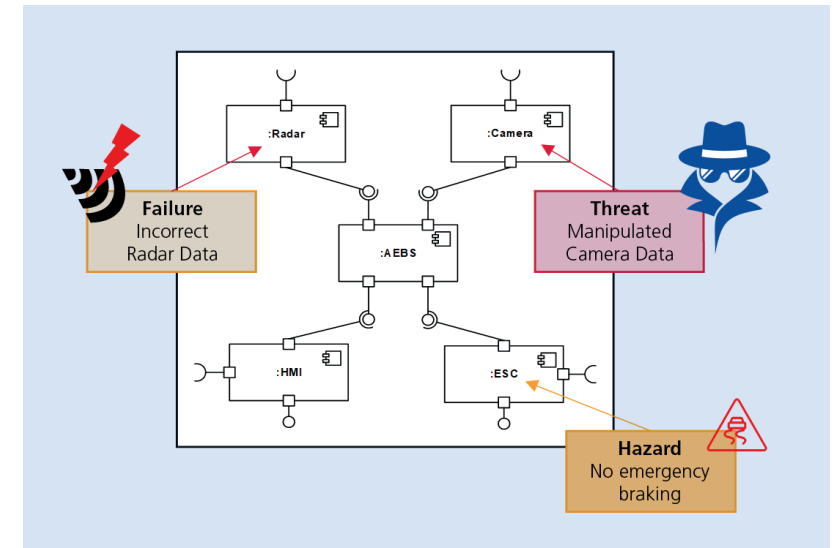 :Radar
:Camera
Failure
Incorrect
Radar Data
Threat
Manipulated
Camera Data
:AEBS
:HMI
:ESC
Hazard
No emergency
braking